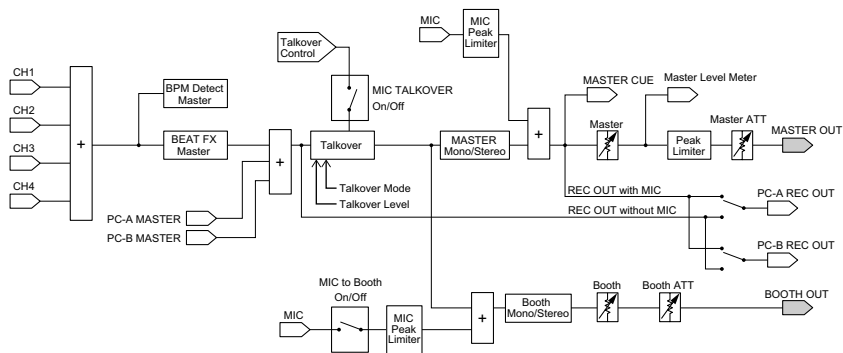 MIC
MIC
Peak
Limiter
Talkover
Control
CH1
BPM Detect
Master
MIC TALKOVER
On/Off
MASTER CUE
Master Level Meter
CH2
+
CH3
BEAT FX
Master
+
Talkover
MASTER
Mono/Stereo
+
Master
Peak
Limiter
Master ATT
MASTER OUT
CH4
Talkover Mode
Talkover Level
REC OUT with MIC
PC-A REC OUT
PC-A MASTER
REC OUT without MIC
PC-B MASTER
PC-B REC OUT
MIC to Booth
On/Off
MIC
MIC
Peak
Limiter
+
Booth
Mono/Stereo
Booth
Booth ATT
BOOTH OUT